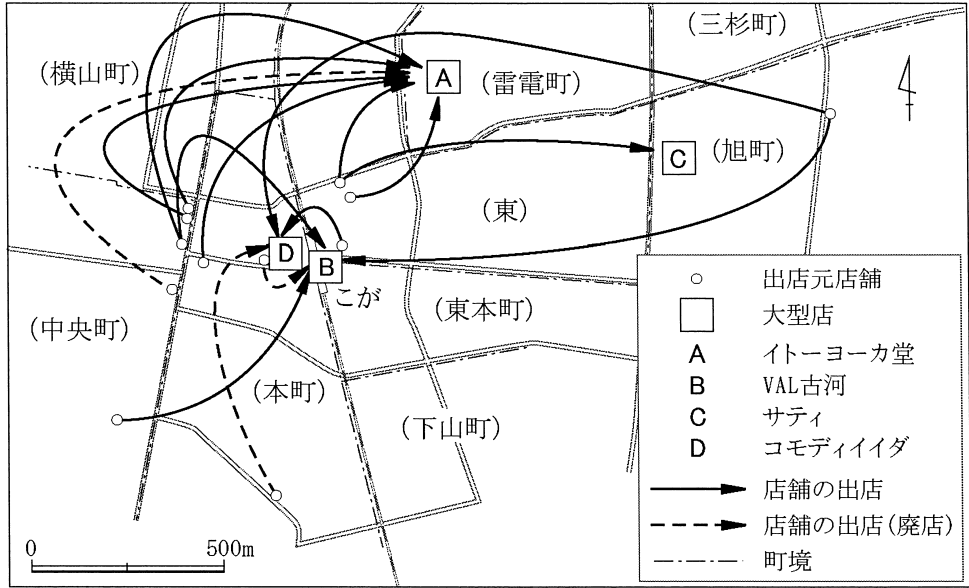 (三杉町)
(横山町)
A
(雷電町)
C
(旭町)
(東)
D
B
こが
(東本町)
(中央町)
(本町)
(下山町)
出店元店舗
大型店
A イトーヨーカ堂
B VAL古河
C サティ
D コモディイイダ
店舗の出店
店舗の出店(廃店)
町境
0 500m